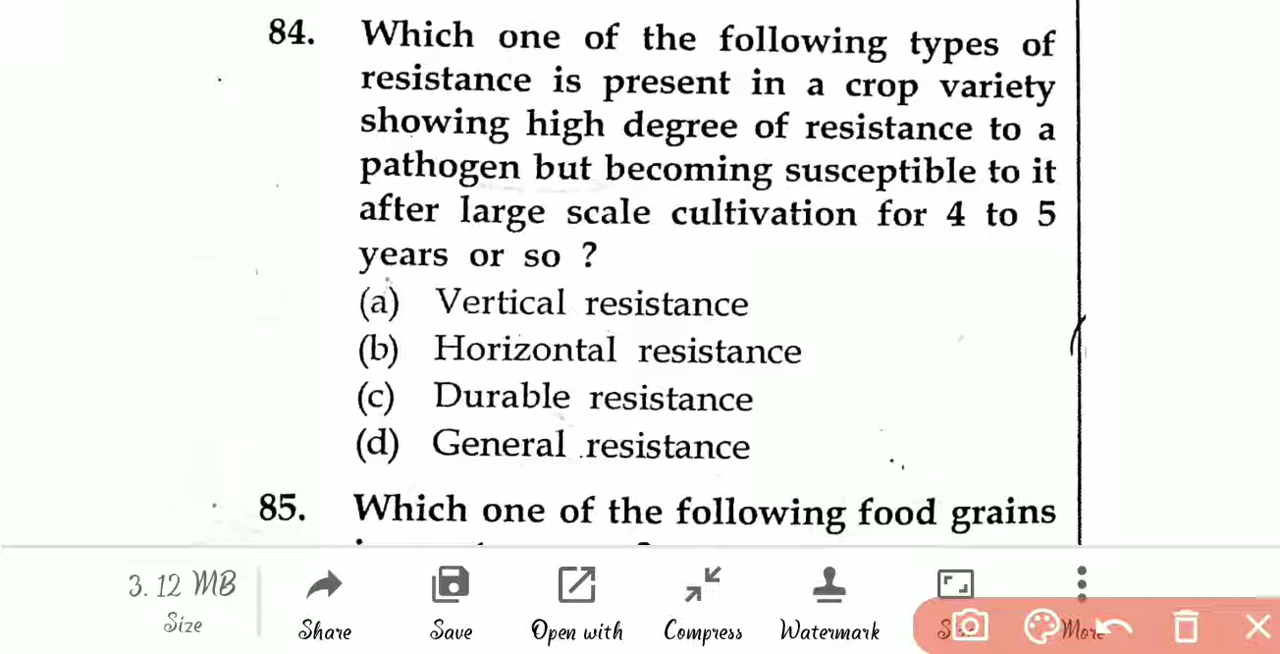 84. Which one of the following types of
resistance is present in a crop variety
showing high degree of resistance to a
pathogen but becoming susceptible to it
after large scale cultivation for 4 to 5
years or so ?
(a) Vertical resistance
(b) Horizontal resistance
(c) Durable resistance
(d) General resistance
85. Which one of the following food grains
3. 12 MB
Size
Share
Save
Open with
Compress
Watermark
More